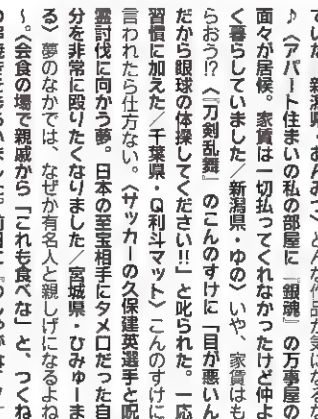 ていた／新潟県・おんみつ〉どんな作品が気になる
♪〈アパート住まいの私の部屋に『銀魂』の万事屋の
面々が居候。家賃は一切払ってくれなかったけど仲良
く暮らしていました／新潟県・ゆの〉いや、家賃はも
らおう!?〈『刀剣乱舞』のこんのすけに「目が悪いん
だから眼球の体操してください!!」と叱られた。一応
習慣に加えた／千葉県・Q利斗マット〉こんのすけに
言われたら仕方ない。〈サッカーの久保建英選手と呪
霊討伐に向かう夢。日本の至宝相手にタメ口だった自
分を非常に殴りたくなりました／宮城県・ひみゅーま
る〉夢のなかでは、なぜか有名人と親しげになるよね
～。〈会食の場で親戚から「これも食べな」と、つくね